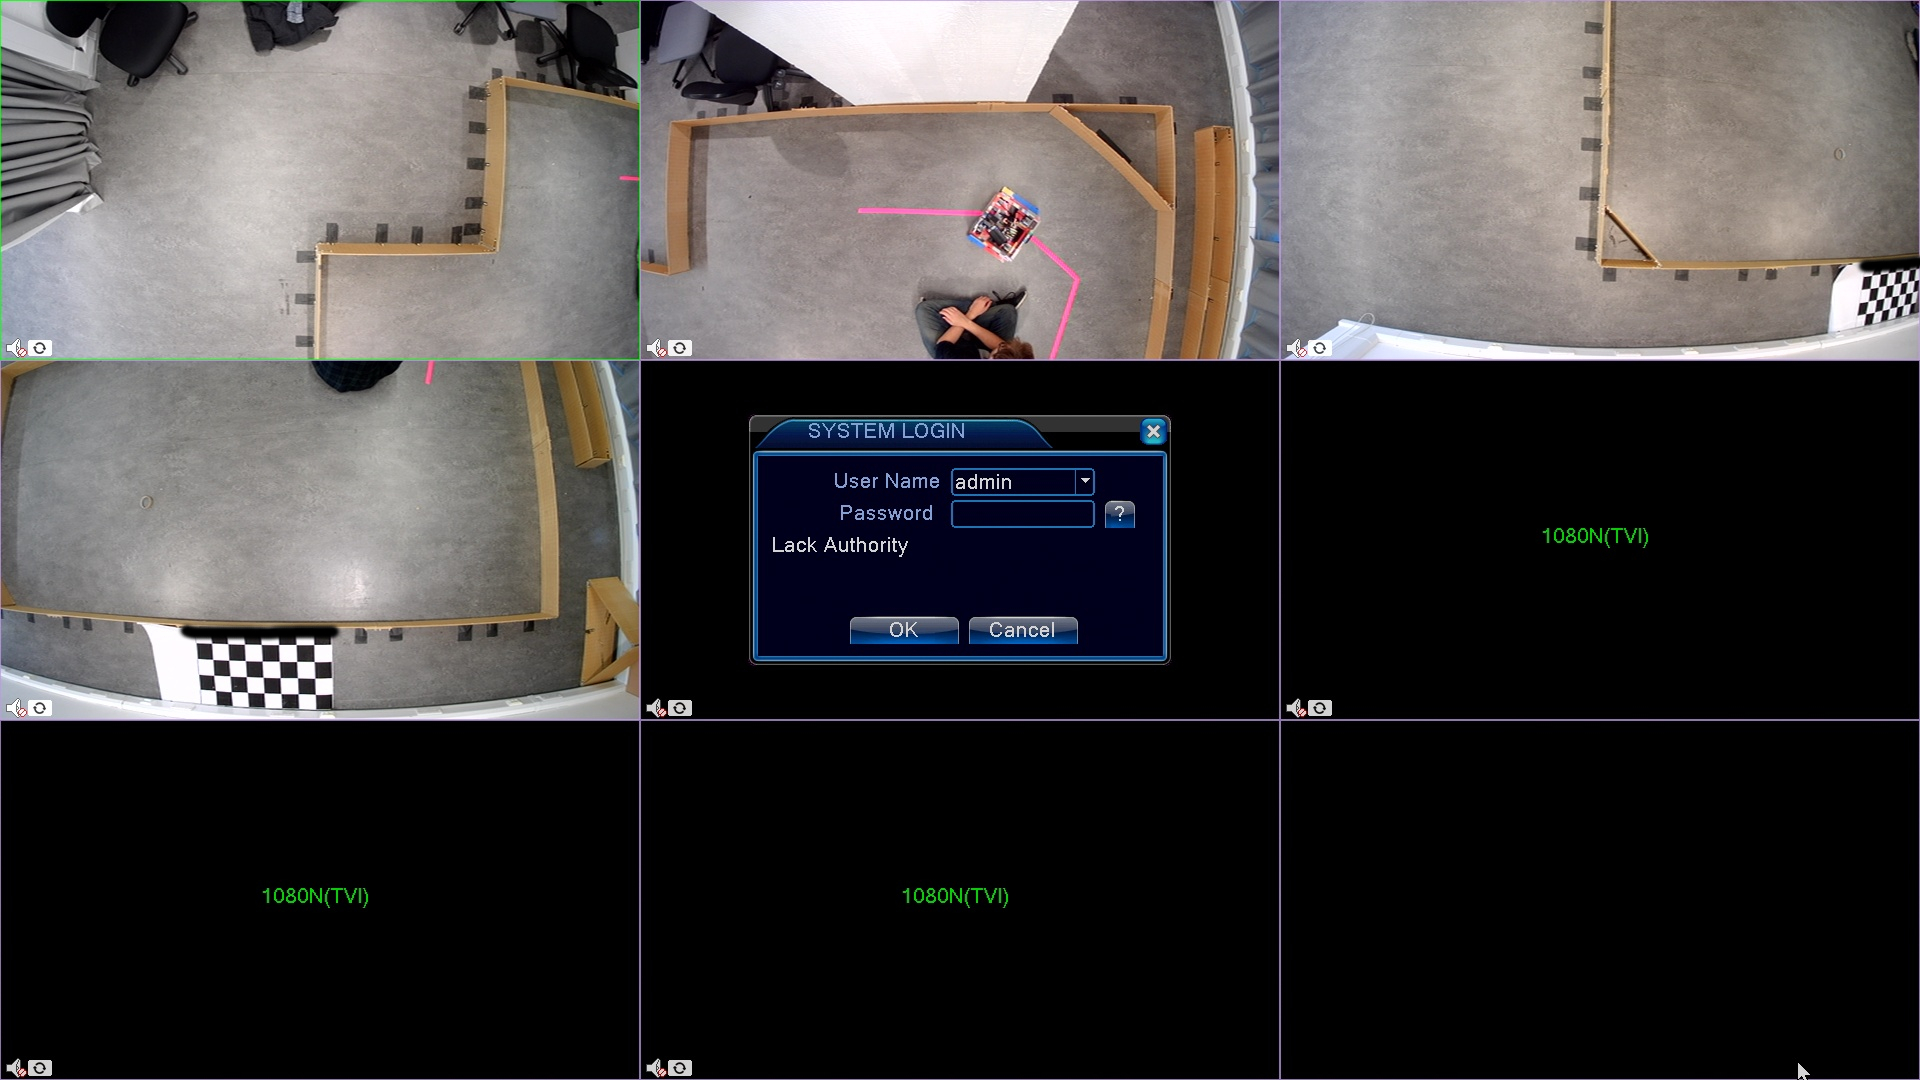 SYSTEM LOGIN
User Name admin
Password ?
Lack Authority
OK Cancel
1080N(TVI)
1080N(TVI)
1080N(TVI)